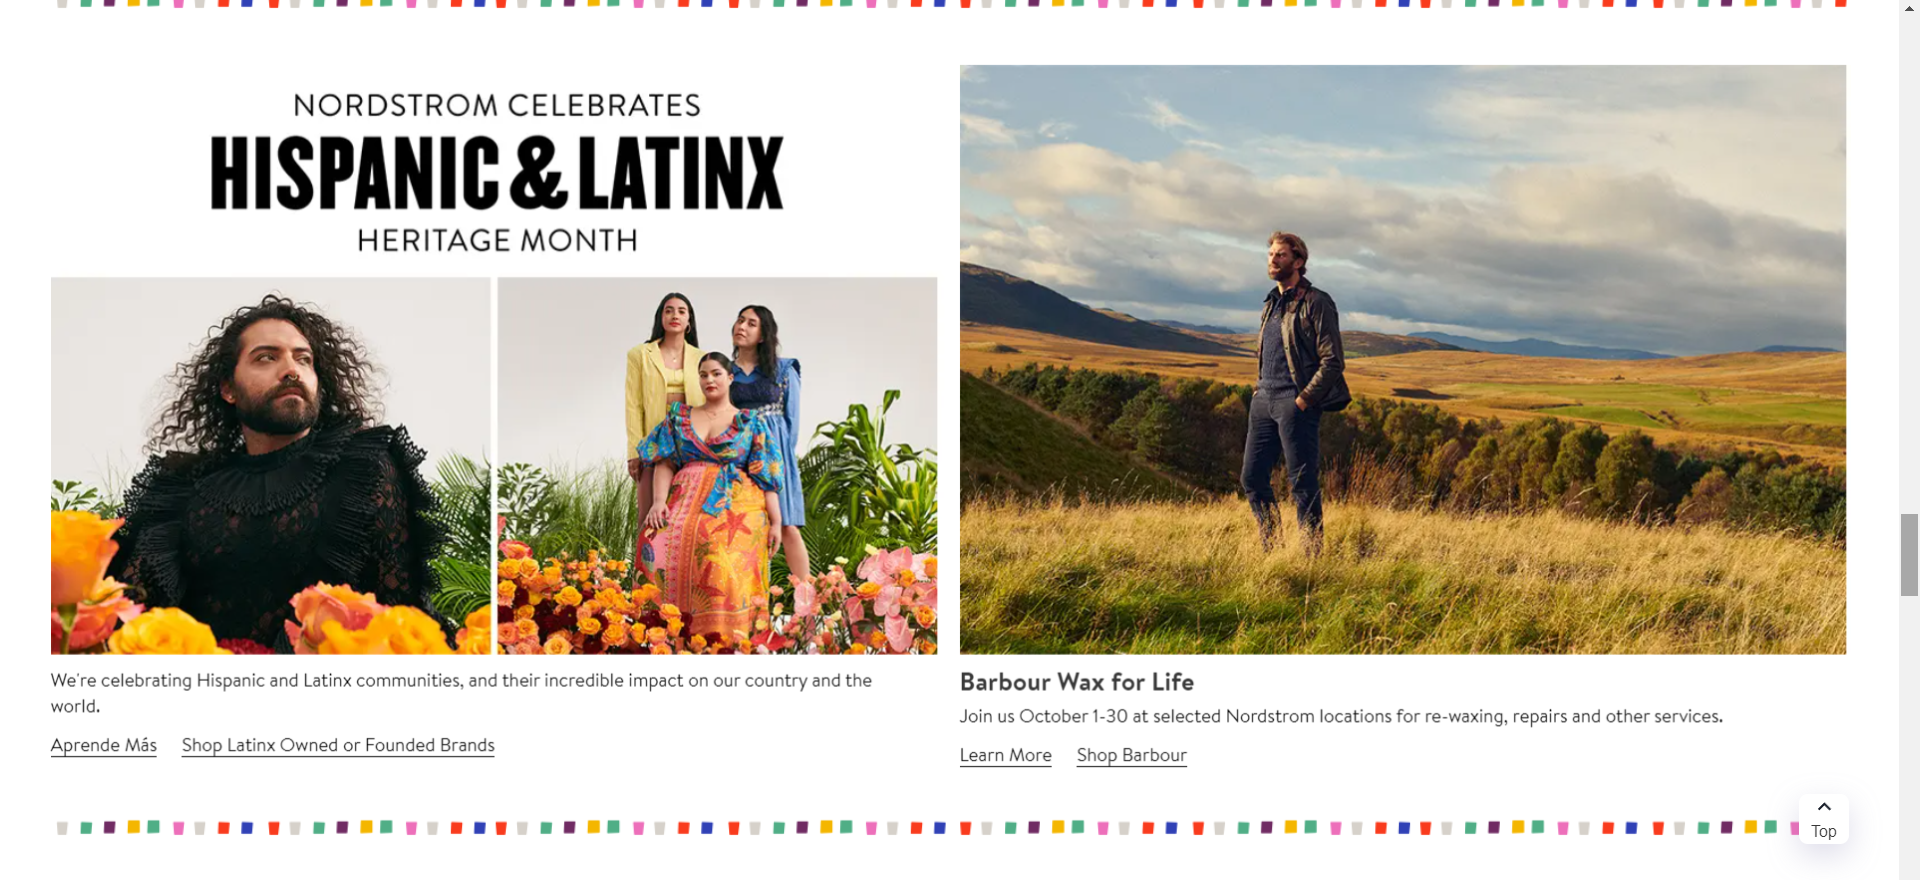 NORDSTROM CELEBRATES
HISPANIC & LATINX
HERITAGE MONTH
We're celebrating Hispanic and Latinx communities, and their incredible impact on our country and the
world.
Aprende Más Shop Latinx Owned or Founded Brands
Barbour Wax for Life
Join us October 1-30 at selected Nordstrom locations for re-waxing, repairs and other services.
Learn More Shop Barbour
Top